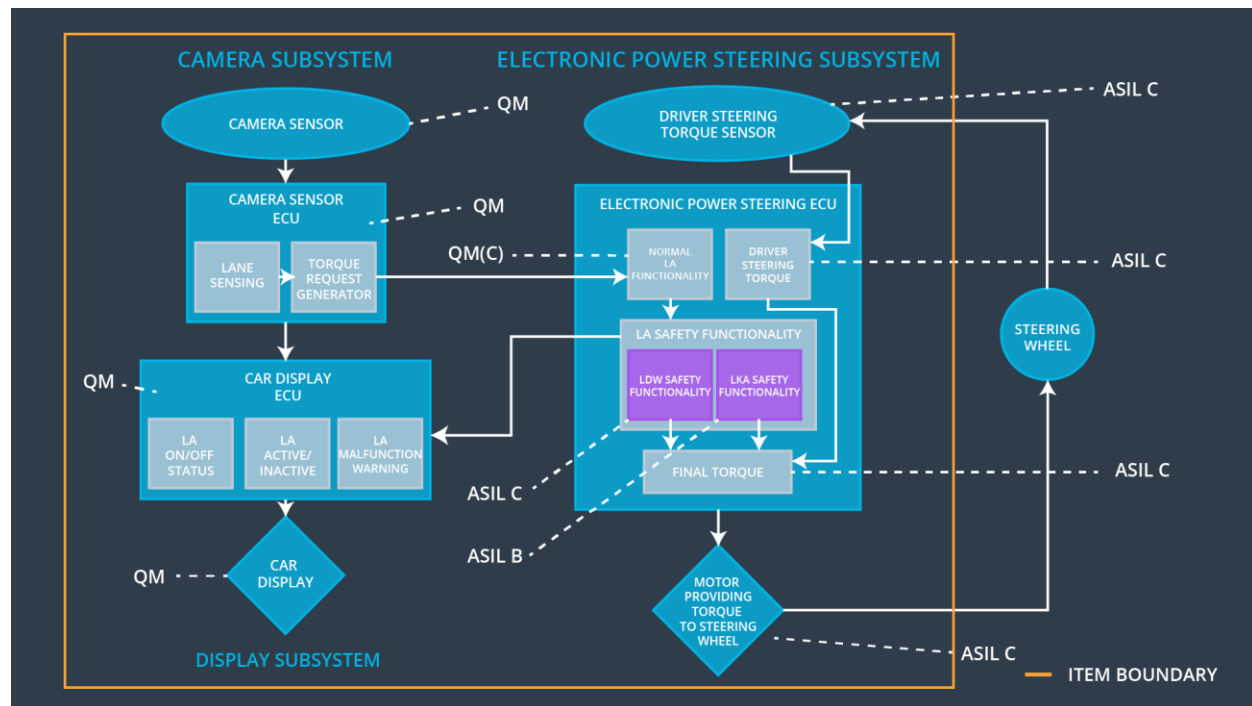 CAMERA SUBSYSTEM
ELECTRONIC POWER STEERING SUBSYSTEM
CAMERA SENSOR
QM
DRIVER STEERING
TORQUE SENSOR
ASIL C
CAMERA SENSOR
ECU
QM
LANE
SENSING
TORQUE
REQUEST
GENERATOR
ELECTRONIC POWER STEERING ECU
QM(C)
NORMAL
LA
FUNCTIONALITY
DRIVER
STEERING
TORQUE
ASIL C
LA SAFETY FUNCTIONALITY
LDW SAFETY
FUNCTIONALITY
LKA SAFETY
FUNCTIONALITY
STEERING
WHEEL
QM
CAR DISPLAY
ECU
LA
ON/OFF
STATUS
LA
ACTIVE/
INACTIVE
LA
MALFUNCTION
WARNING
FINAL TORQUE
ASIL C
ASIL C
ASIL B
QM
CAR
DISPLAY
MOTOR
PROVIDING
TORQUE
TO STEERING
WHEEL
ASIL C
DISPLAY SUBSYSTEM
ITEM BOUNDARY